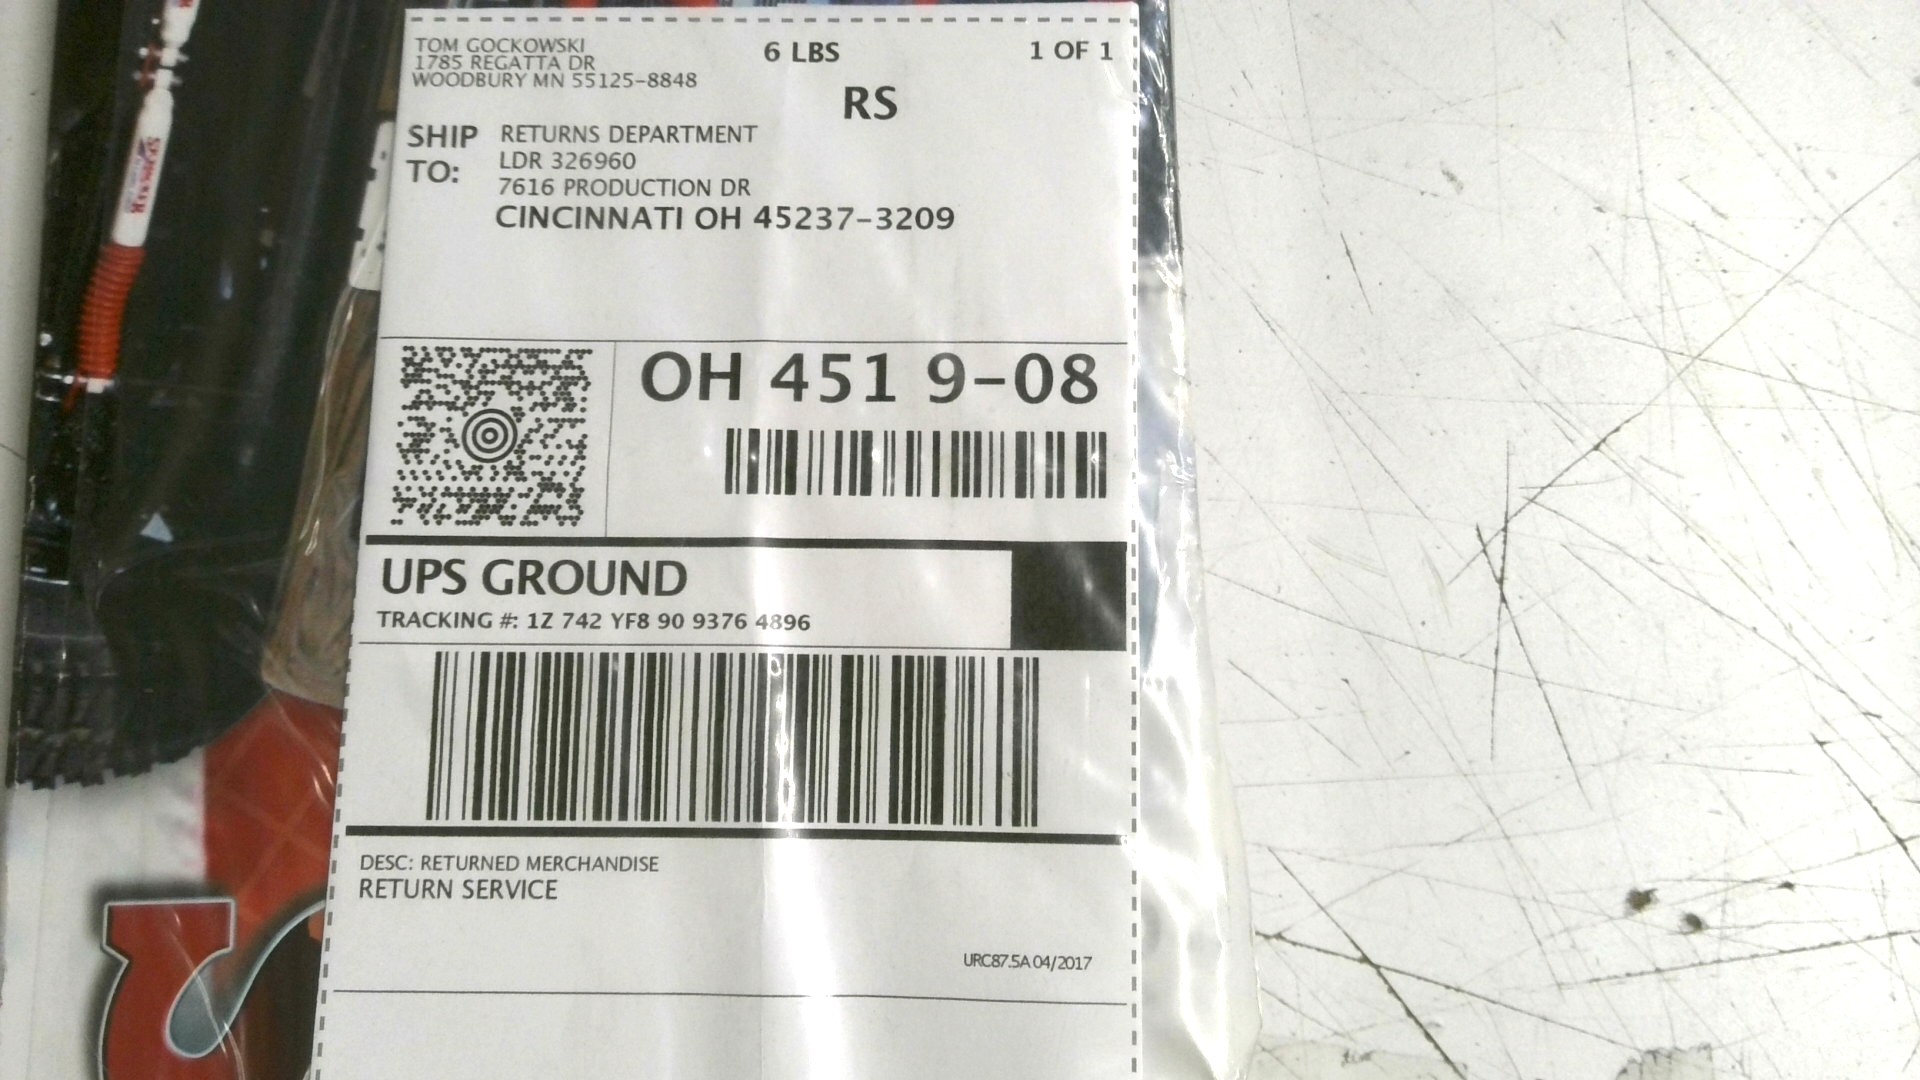 TOM GOCKOWSKI
1785 REGATTA DR
WOODBURY MN 55125-8848
6 LBS
1 OF 1
RS
SHIP TO:
RETURNS DEPARTMENT
LDR 326960
7616 PRODUCTION DR
CINCINNATI OH 45237-3209
OH 451 9-08
UPS GROUND
TRACKING #: 1Z 742 YF8 90 9376 4896
DESC: RETURNED MERCHANDISE
RETURN SERVICE
URC87.5A 04/2017